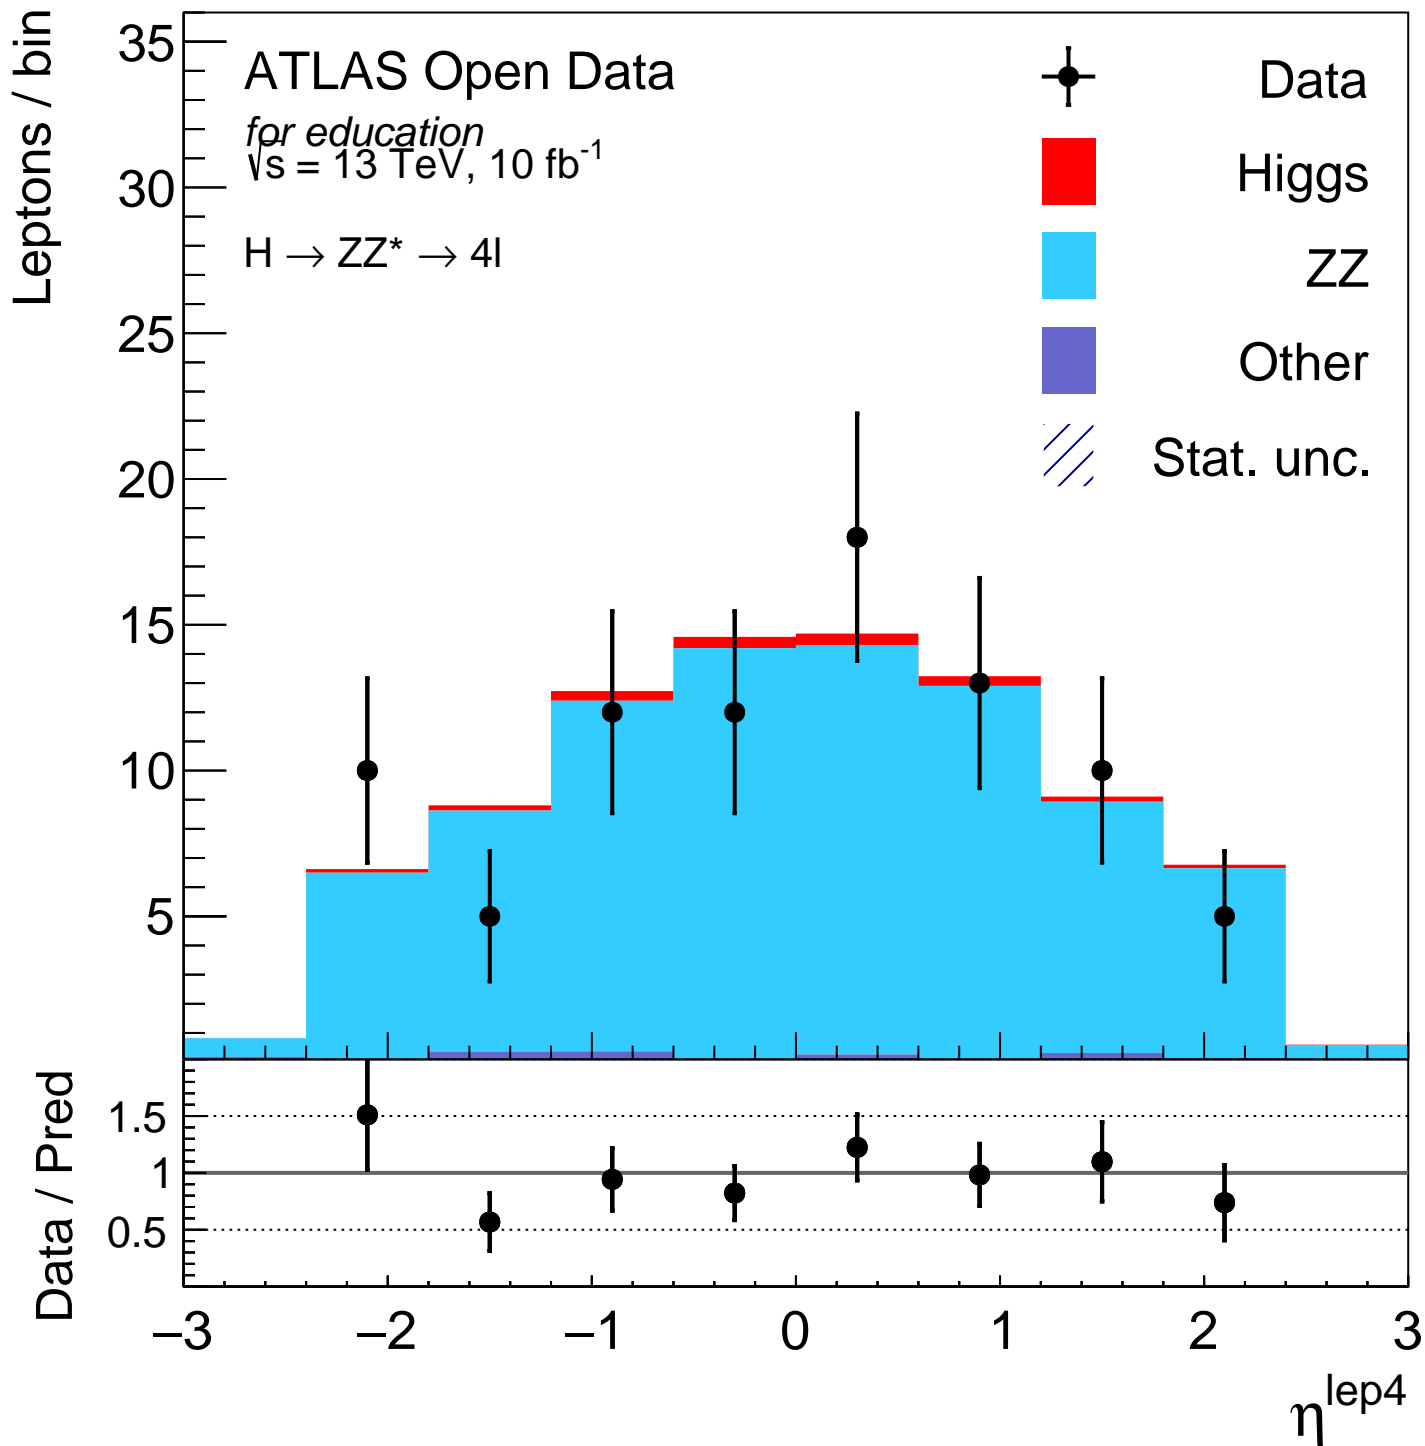 Leptons / bin
35
30
25
20
15
10
5
ATLAS Open Data
for education
√s = 13 TeV, 10 fb⁻¹
H → ZZ* → 4l
Data
Higgs
ZZ
Other
Stat. unc.
Data / Pred
1.5
1
0.5
−3 −2 −1 0 1 2 3
η^lep4